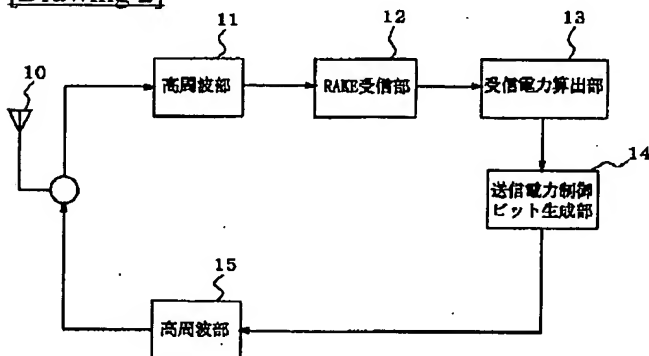 [Drawing 2]
11
12
13
10
高周波部
RAKE受信部
受信電力算出部
14
送信電力制御
ビット生成部
15
高周波部